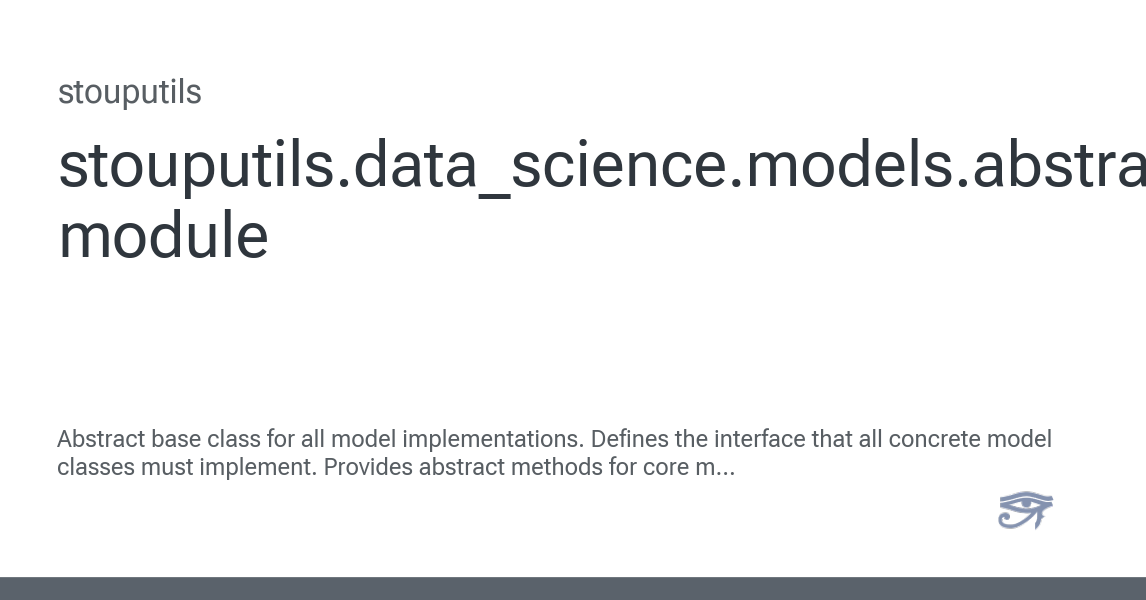 stouputils
stouputils.data_science.models.abstra
module
Abstract base class for all model implementations. Defines the interface that all concrete model
classes must implement. Provides abstract methods for core m...